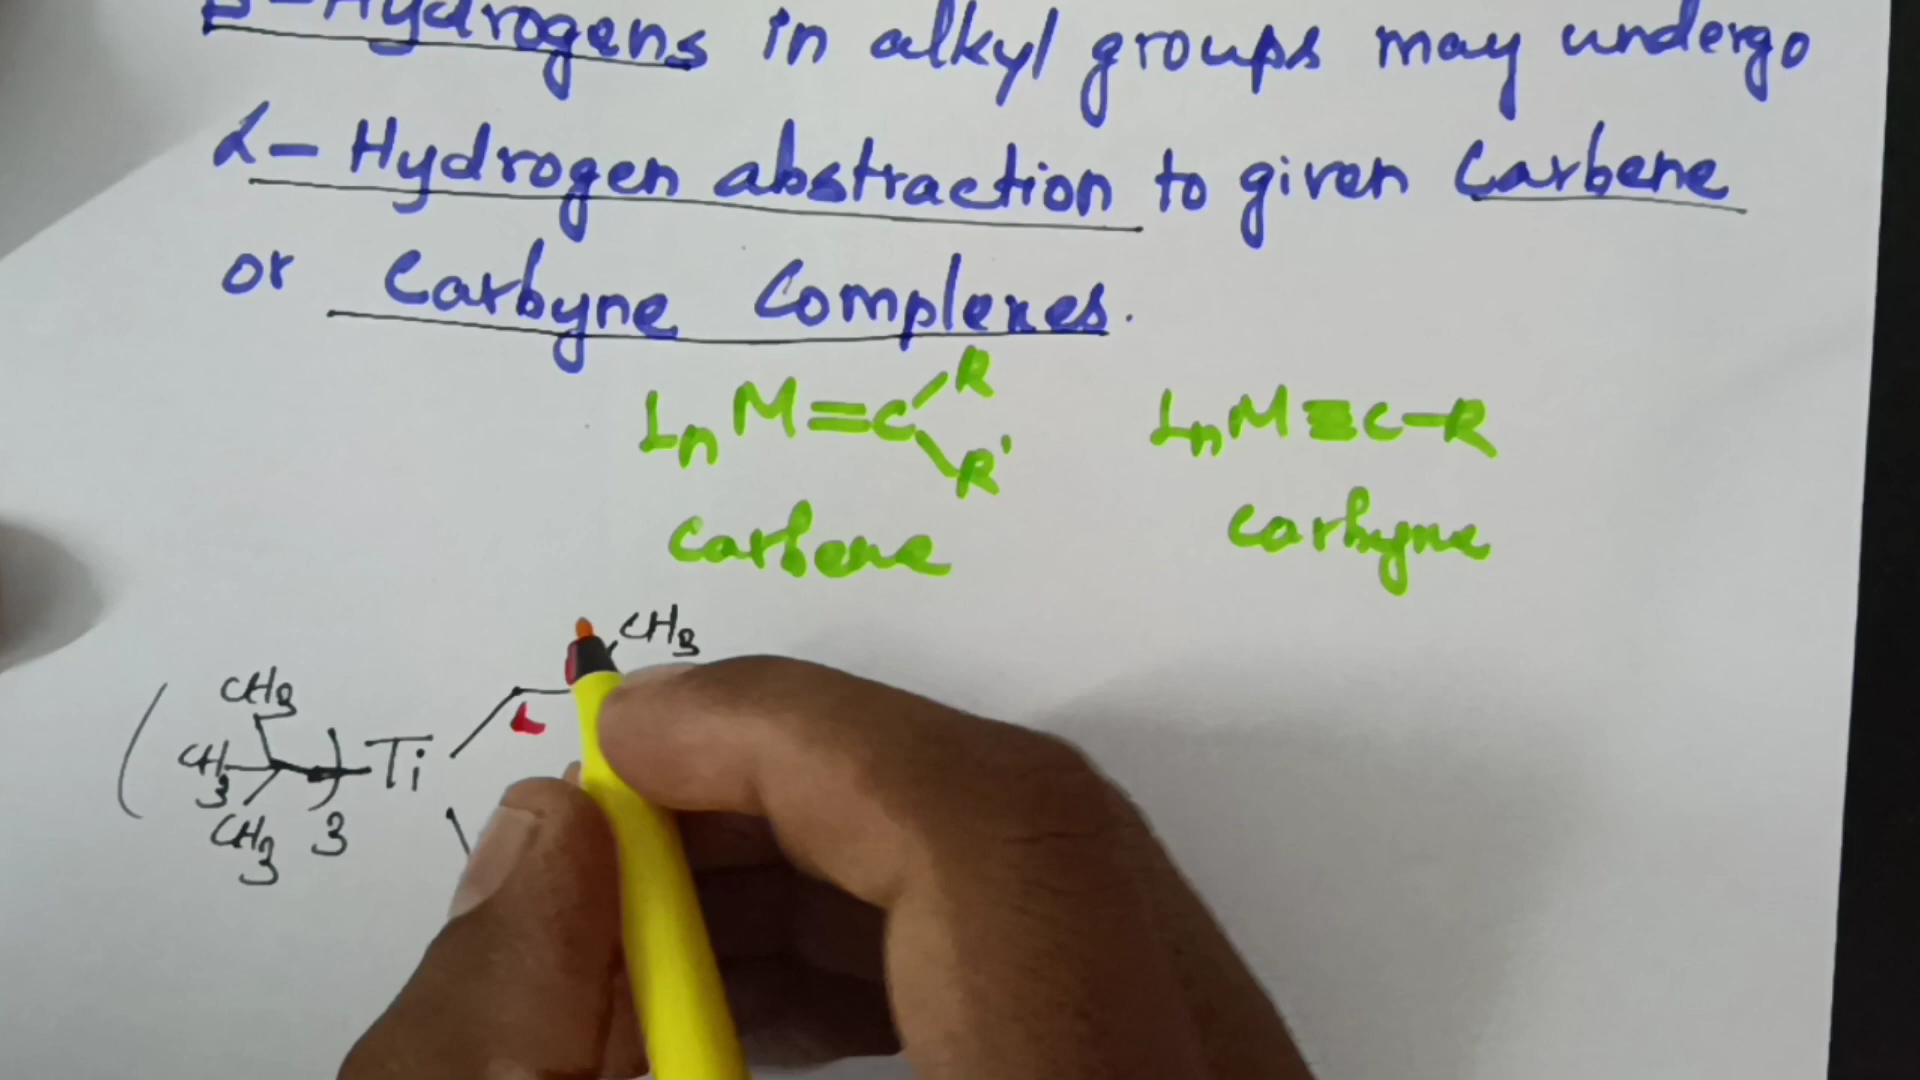 β-Hydrogens in alkyl groups may undergo
α- Hydrogen abstraction to given Carbene
or Carbyne Complexes.
R
LnM=C
R'
LnM≡C-R
carbene
carbyne
CH3
CH3
CH3
Ti
CH3
3